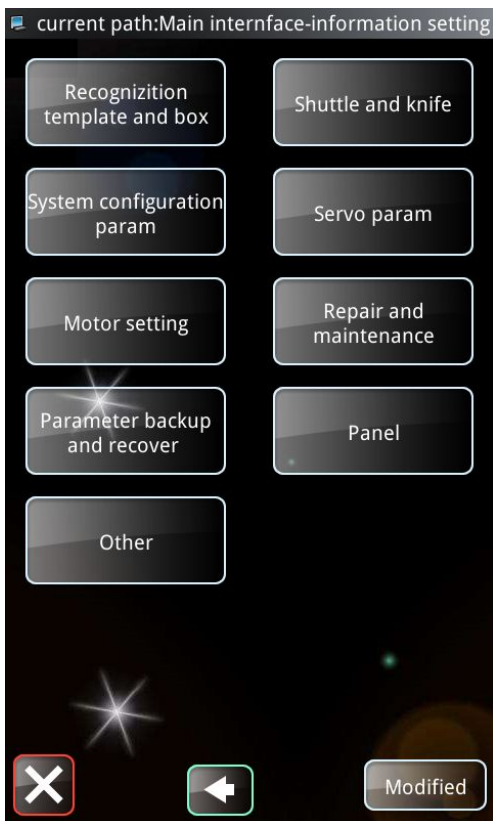 current path:Main internface-information setting
Recognizition
template and box
Shuttle and knife
System configuration
param
Servo param
Motor setting
Repair and
maintenance
Parameter backup
and recover
Panel
Other
Modified